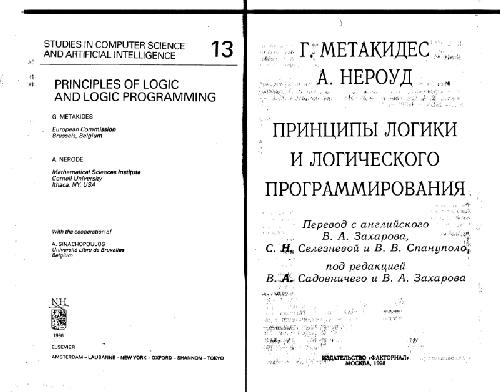 STUDIES IN COMPUTER SCIENCE
AND ARTIFICIAL INTELLIGENCE
13
PRINCIPLES OF LOGIC
AND LOGIC PROGRAMMING
G. METAKIDES
European Commission
Brussels, Belgium
A. NERODE
Mathematical Sciences Institute
Cornell University
Ithaca, NY, USA
With the cooperation of
A. SINACHOPOULOS
Université Libre de Bruxelles
Belgium
NH
1996
ELSEVIER
AMSTERDAM – LAUSANNE – NEW YORK – OXFORD – SHANNON – TOKYO
Г. МЕТАКИДЕС
А. НЕРОУД
ПРИНЦИПЫ ЛОГИКИ
И ЛОГИЧЕСКОГО
ПРОГРАММИРОВАНИЯ
Перевод с английского
В. А. Захарова,
С. Н. Селезневой и В. В. Спануполо,
под редакцией
В. А. Садовничего и В. А. Захарова
ИЗДАТЕЛЬСТВО «ФАКТОРИАЛ»
МОСКВА, 1998